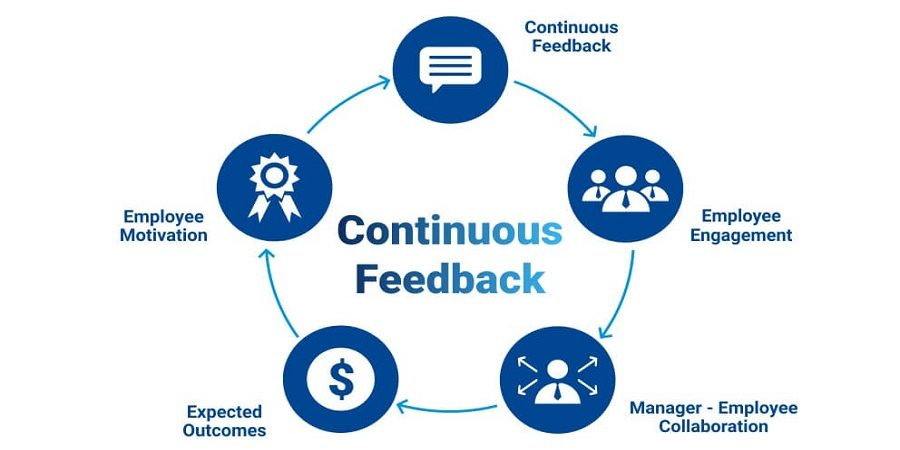 Continuous
Feedback
Employee
Engagement
Manager - Employee
Collaboration
Expected
Outcomes
Employee
Motivation
Continuous
Feedback
$